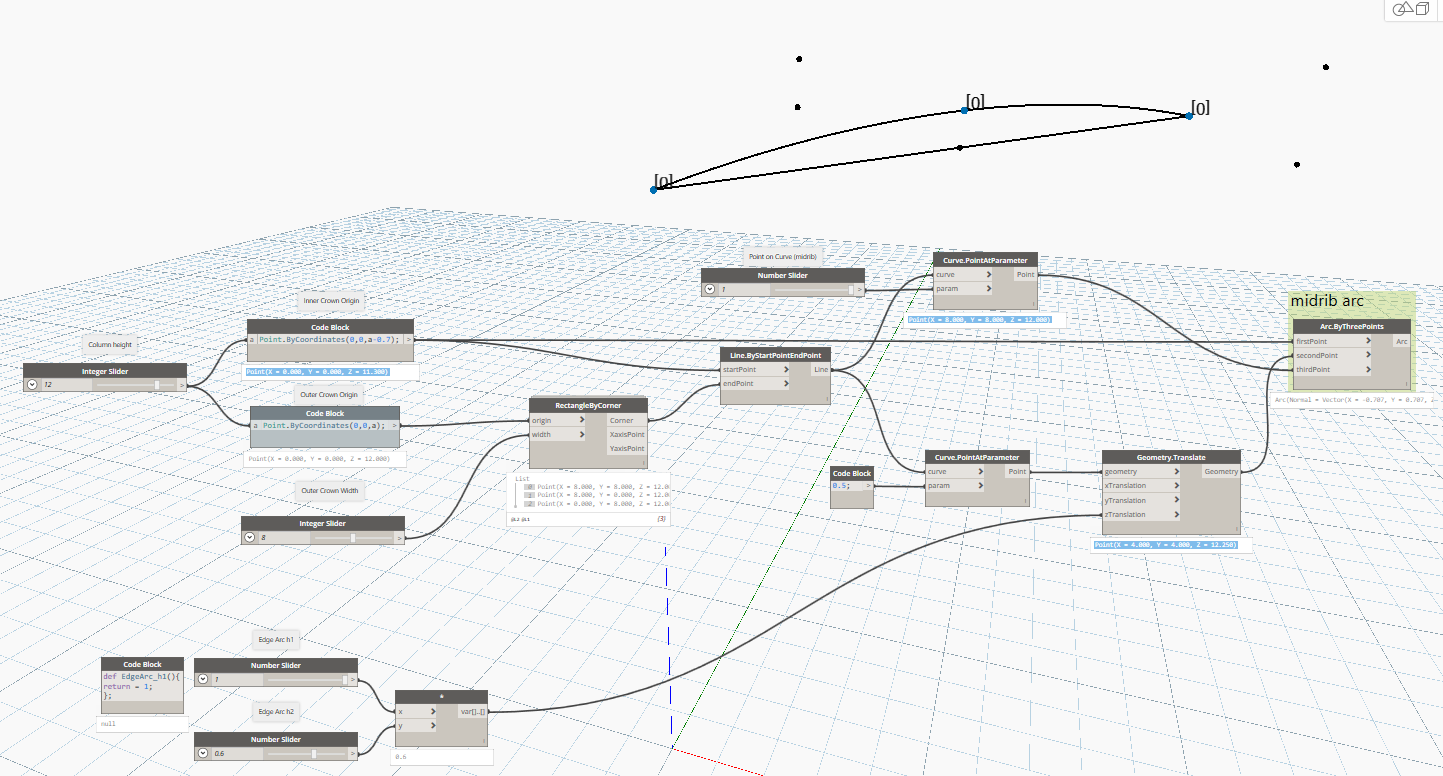 [0]
[0]
[0]
Point on Curve (midrib)
Number Slider
1
>
Curve.PointAtParameter
curve > Point
param >
Point(X = 8.000, Y = 8.000, Z = 12.000)
Inner Crown Origin
Code Block
a Point.ByCoordinates(0,0,a-0.7); >
Point(X = 0.000, Y = 0.000, Z = 11.300)
Column height
Integer Slider
12 >
Outer Crown Origin
Code Block
a Point.ByCoordinates(0,0,a); >
Point(X = 0.000, Y = 0.000, Z = 12.000)
midrib arc
Arc.ByThreePoints
firstPoint > Arc
secondPoint >
thirdPoint >
Arc(Normal = Vector(X = -0.707, Y = 0.707, Z
Line.ByStartPointEndPoint
startPoint > Line
endPoint >
RectangleByCorner
origin > Corner
width > XaxisPoint
YaxisPoint
List
0 Point(X = 8.000, Y = 8.000, Z = 12.00
1 Point(X = 8.000, Y = 0.000, Z = 12.00
2 Point(X = 0.000, Y = 8.000, Z = 12.00
@L2 @L1 {3}
Outer Crown Width
Integer Slider
8 >
Code Block
0.5; >
Curve.PointAtParameter
curve > Point
param >
Geometry.Translate
geometry > Geometry
xTranslation >
yTranslation >
zTranslation >
Point(X = 4.000, Y = 4.000, Z = 12.250)
Edge Arc h1
Code Block
def EdgeArc_h1(){
return = 1;
};
null
Number Slider
1 >
Edge Arc h2
Number Slider
0.6 >
*
x > var[]..[]
y >
0.6